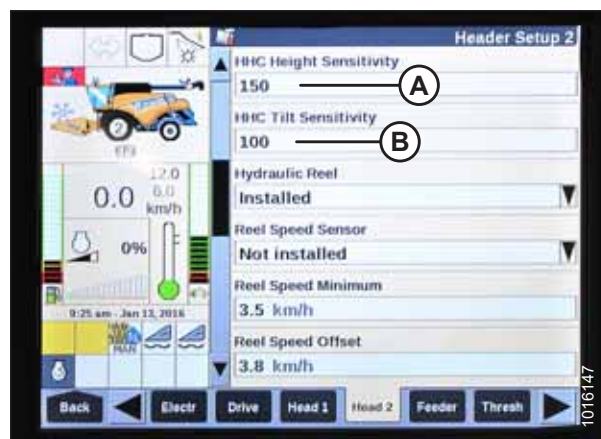 Header Setup 2
HHC Height Sensitivity
150
A
HHC Tilt Sensitivity
100
B
Hydraulic Reel
Installed
Reel Speed Sensor
Not installed
Reel Speed Minimum
3.5 km/h
Reel Speed Offset
3.8 km/h
2
12.0
0.0
6.0
km/h
0%
9:25 am - Jan 13, 2016
MAN
Back
Electr
Drive
Head 1
Head 2
Feeder
Thresh
1016147